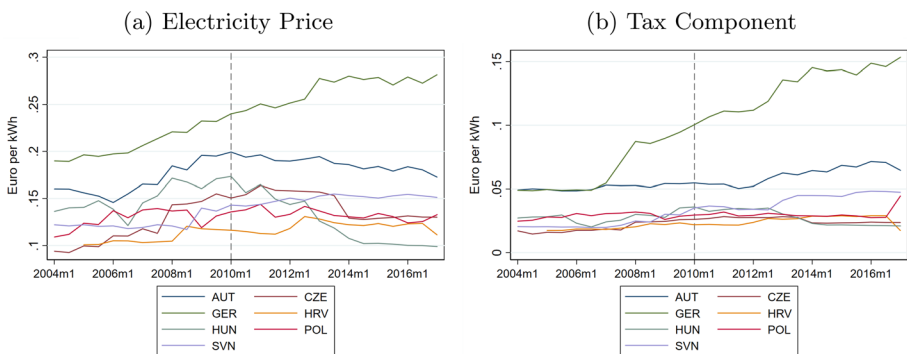 (a) Electricity Price
Euro per kWh
.3
.25
.2
.15
.1
2004m1 2006m1 2008m1 2010m1 2012m1 2014m1 2016m1
AUT CZE
GER HRV
HUN POL
SVN
(b) Tax Component
Euro per kWh
.15
.1
.05
0
2004m1 2006m1 2008m1 2010m1 2012m1 2014m1 2016m1
AUT CZE
GER HRV
HUN POL
SVN